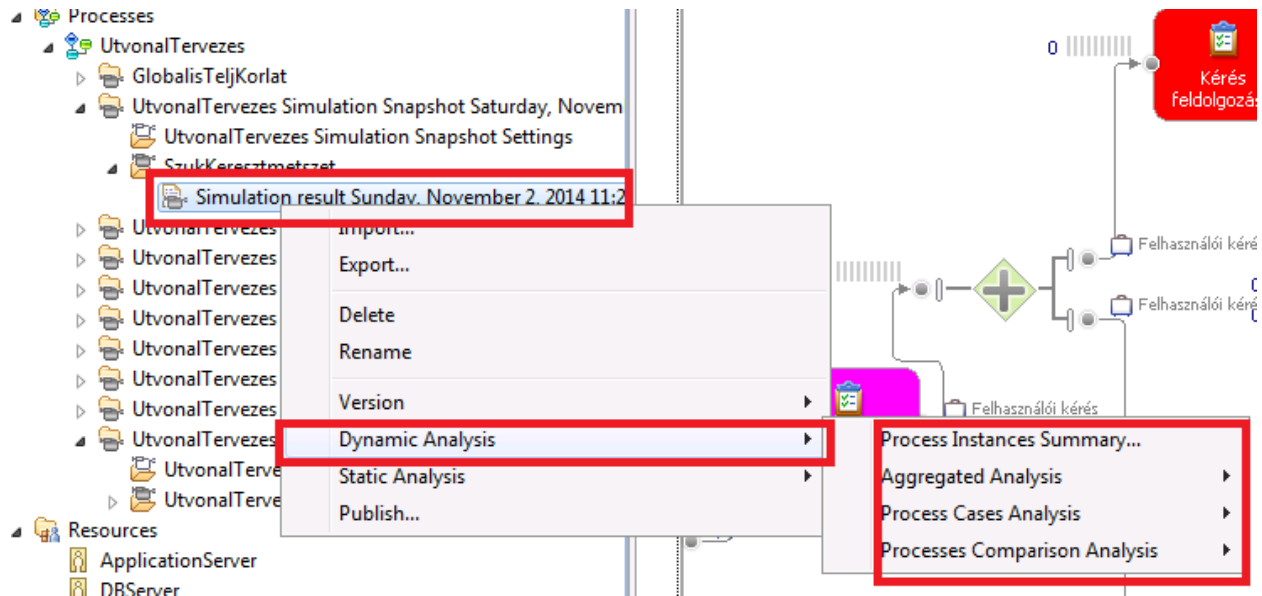 Processes
UtvonalTervezes
GlobalisTeljKorlat
UtvonalTervezes Simulation Snapshot Saturday, Novem
UtvonalTervezes Simulation Snapshot Settings
SzukKeresztmetszet
Simulation result Sunday, November 2, 2014 11:2
UtvonalTervezes
UtvonalTervezes
UtvonalTervezes
UtvonalTervezes
UtvonalTervezes
UtvonalTervezes
UtvonalTervezes
UtvonalTervezes
UtvonalTerve
UtvonalTerve
Resources
ApplicationServer
DBServer
Import...
Export...
Delete
Rename
Version
Dynamic Analysis
Static Analysis
Publish...
Process Instances Summary...
Aggregated Analysis
Process Cases Analysis
Processes Comparison Analysis
0
Kérés
feldolgozás
Felhasználói kéré
Felhasználói kéré
Felhasználói kérés